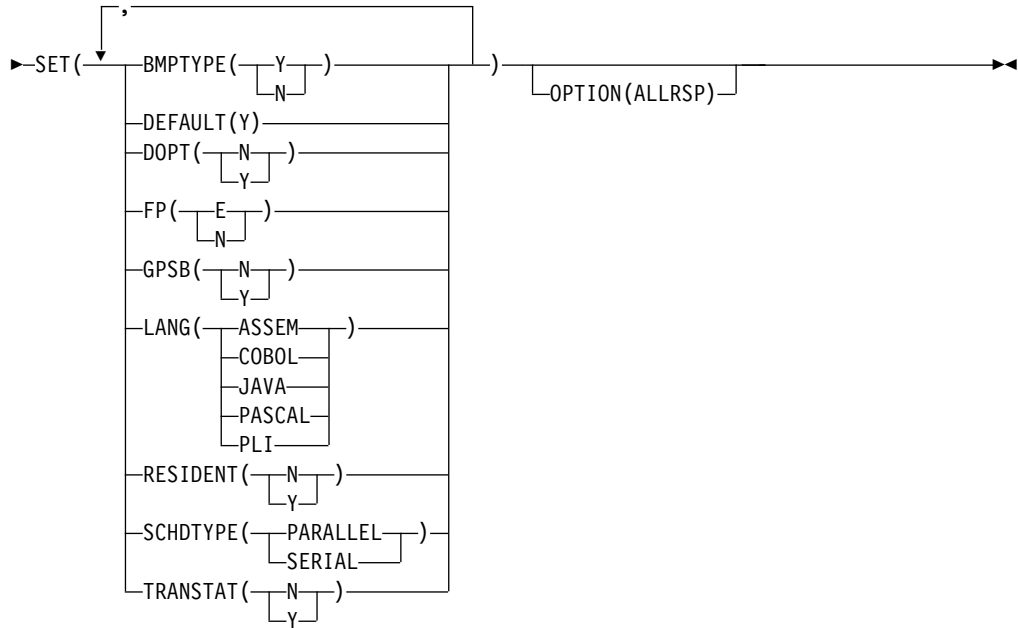 ,
SET( BMPTYPE( Y ) )
N OPTION(ALLRSP)
DEFAULT(Y)
DOPT( N )
Y
FP( E )
N
GPSB( N )
Y
LANG( ASSEM )
COBOL
JAVA
PASCAL
PLI
RESIDENT( N )
Y
SCHDTYPE( PARALLEL )
SERIAL
TRANSTAT( N )
Y